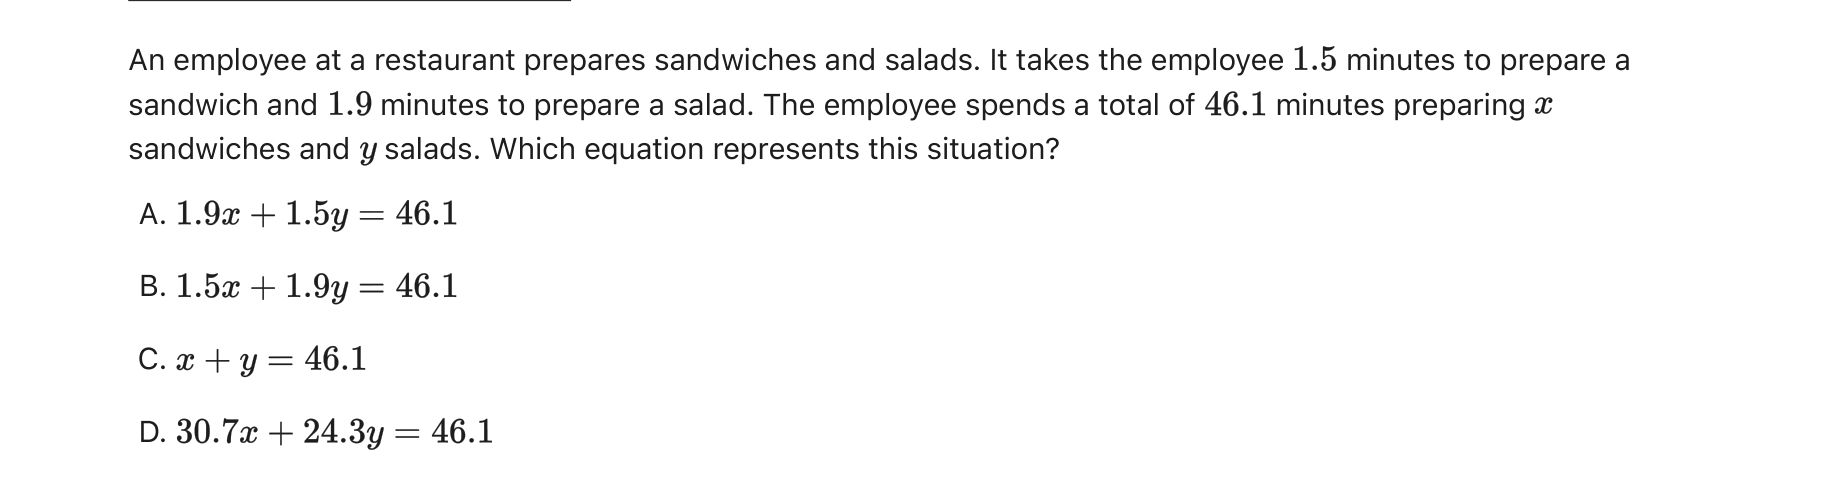 An employee at a restaurant prepares sandwiches and salads. It takes the employee 1.5 minutes to prepare a
sandwich and 1.9 minutes to prepare a salad. The employee spends a total of 46.1 minutes preparing x
sandwiches and y salads. Which equation represents this situation?
A. 1.9x + 1.5y = 46.1
B. 1.5x + 1.9y = 46.1
C. x + y = 46.1
D. 30.7x + 24.3y = 46.1